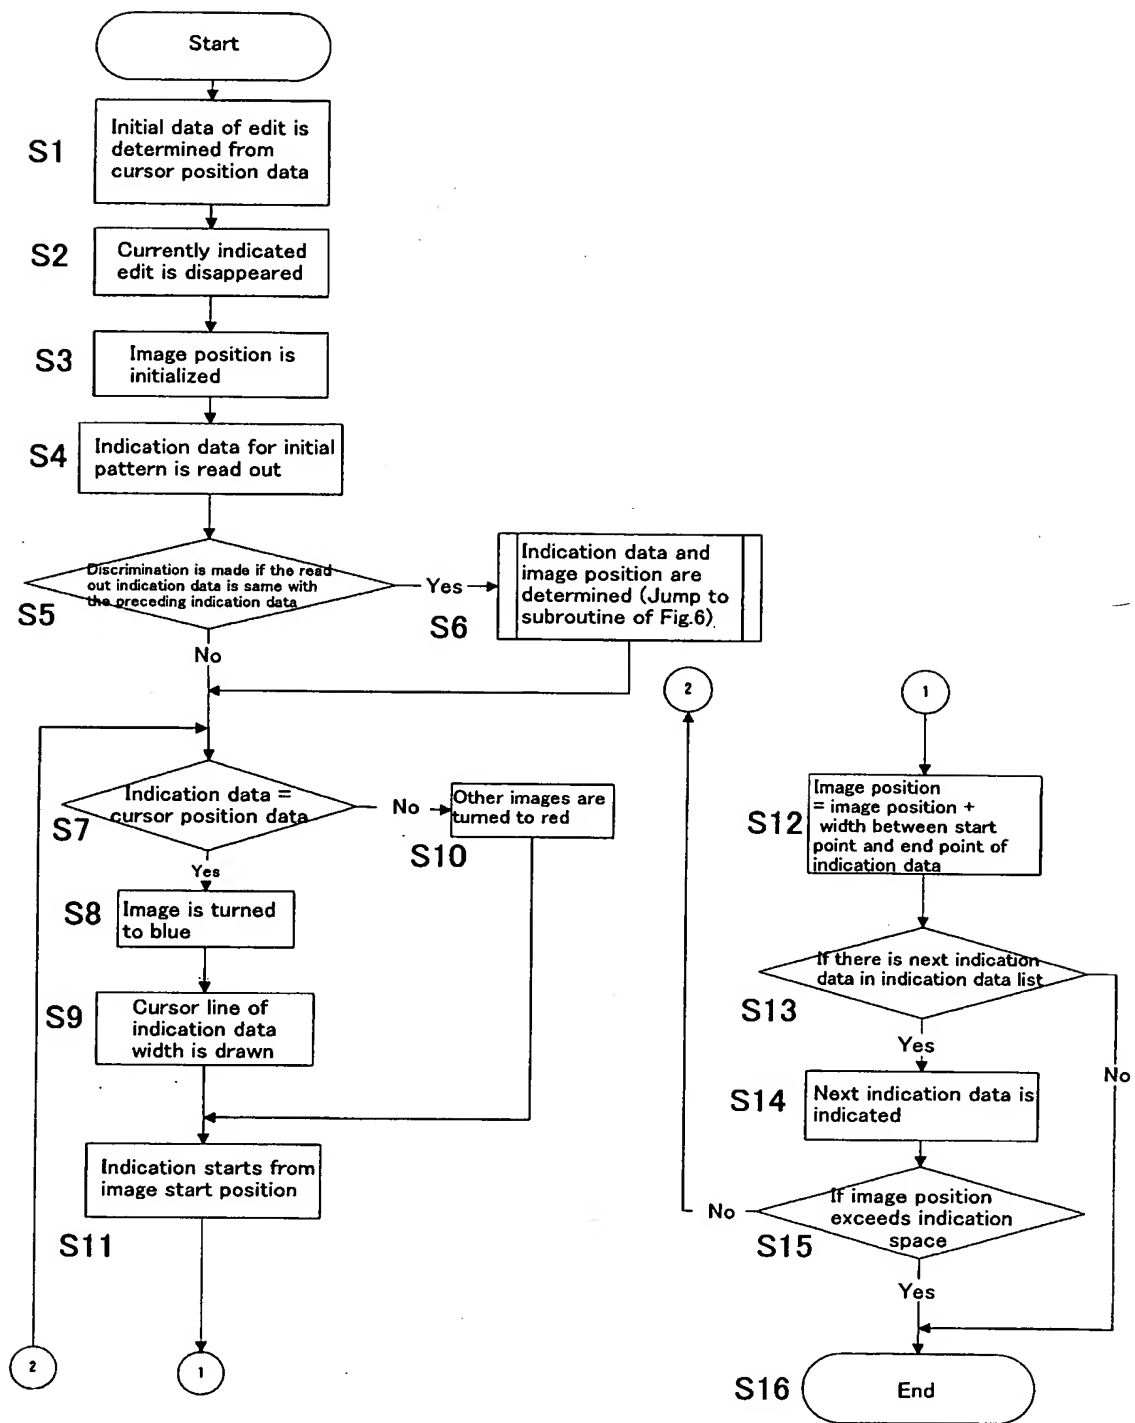 Start
S1
Initial data of edit is
determined from
cursor position data
S2
Currently indicated
edit is disappeared
S3
Image position is
initialized
S4
Indication data for initial
pattern is read out
S5
Discrimination is made if the read
out indication data is same with
the preceding indication data
Yes
S6
Indication data and
image position are
determined (Jump to
subroutine of Fig.6).
No
S7
Indication data =
cursor position data
No
S10
Other images are
turned to red
Yes
S8
Image is turned
to blue
S9
Cursor line of
indication data
width is drawn
S11
Indication starts from
image start position
2
1
2
1
S12
Image position
= image position +
width between start
point and end point of
indication data
S13
If there is next indication
data in indication data list
Yes
No
S14
Next indication data is
indicated
S15
If image position
exceeds indication
space
No
Yes
S16
End